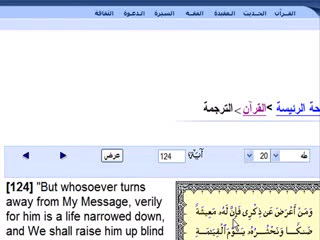 القرآن الحديث العقيدة الفقه السيرة الدعوة الثقافة
حة الرئيسة > القرآن > الترجمة
طه 20 آية 124 عرض
[124] "But whosoever turns
away from My Message, verily
for him is a life narrowed down,
and We shall raise him up blind
وَمَنْ أَعْرَضَ عَن ذِكْرِى فَإِنَّ لَهُۥ مَعِيشَةً
ضَنكًا وَنَحْشُرُهُۥ يَوْمَ ٱلْقِيَٰمَةِ